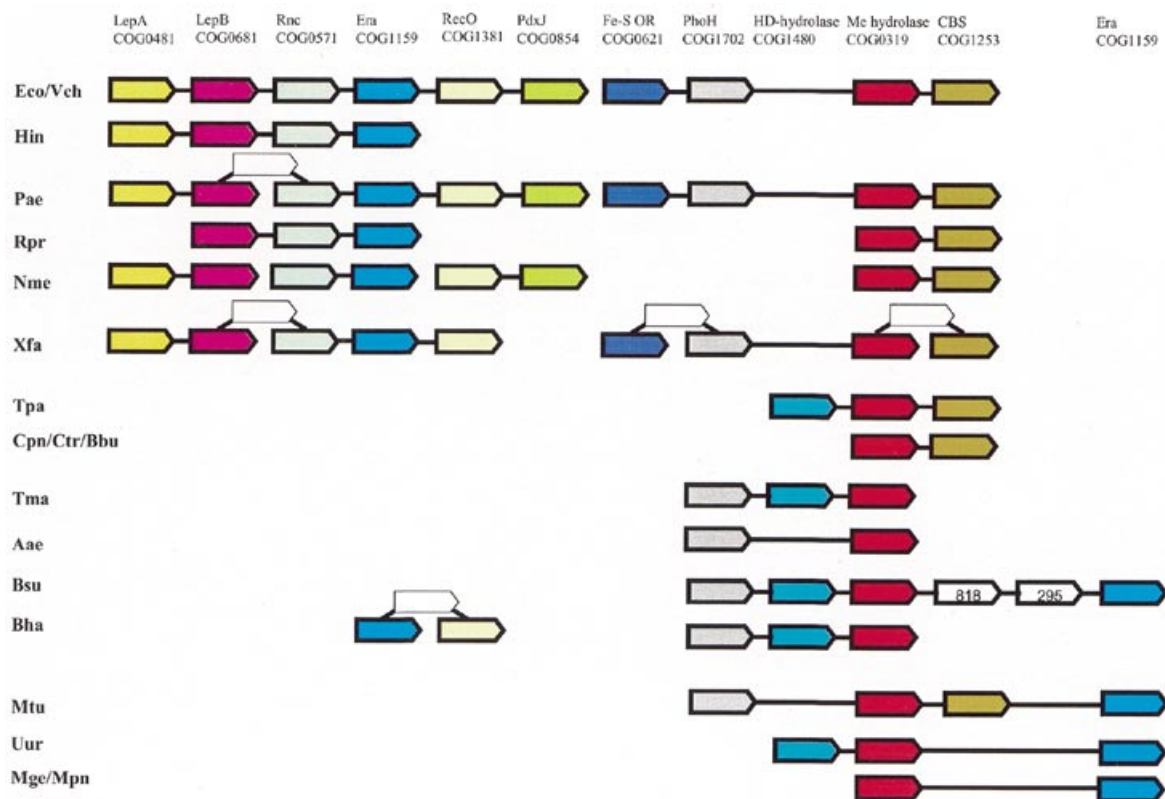 LepA LepB Rnc Era RecO PdxJ Fe-S OR PhoH HD-hydrolase Me hydrolase CBS Era
COG0481 COG0681 COG0571 COG1159 COG1381 COG0854 COG0621 COG1702 COG1480 COG0319 COG1253 COG1159
Eco/Vch
Hin
Pae
Rpr
Nme
Xfa
Tpa
Cpn/Ctr/Bbu
Tma
Aae
Bsu 818 295
Bha
Mtu
Uur
Mge/Mpn